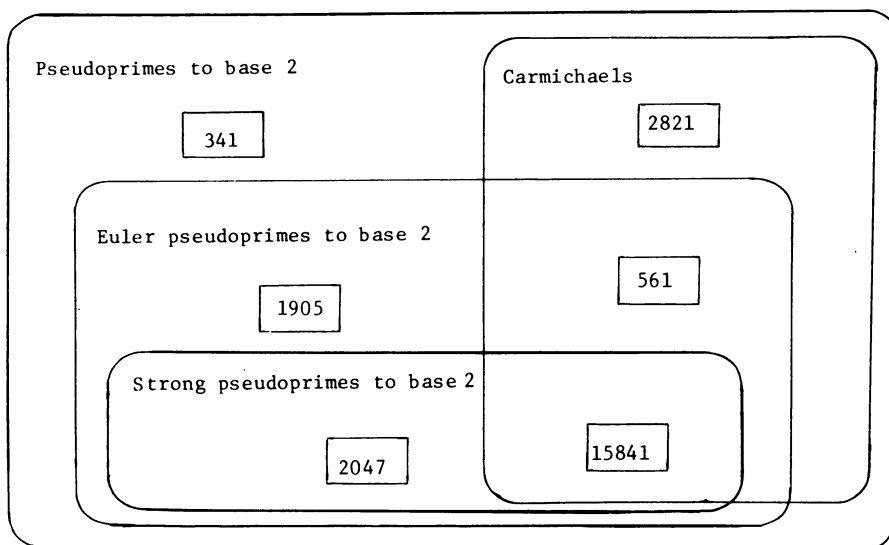 Pseudoprimes to base 2
Carmichaels
341
2821
Euler pseudoprimes to base 2
1905
561
Strong pseudoprimes to base 2
2047
15841